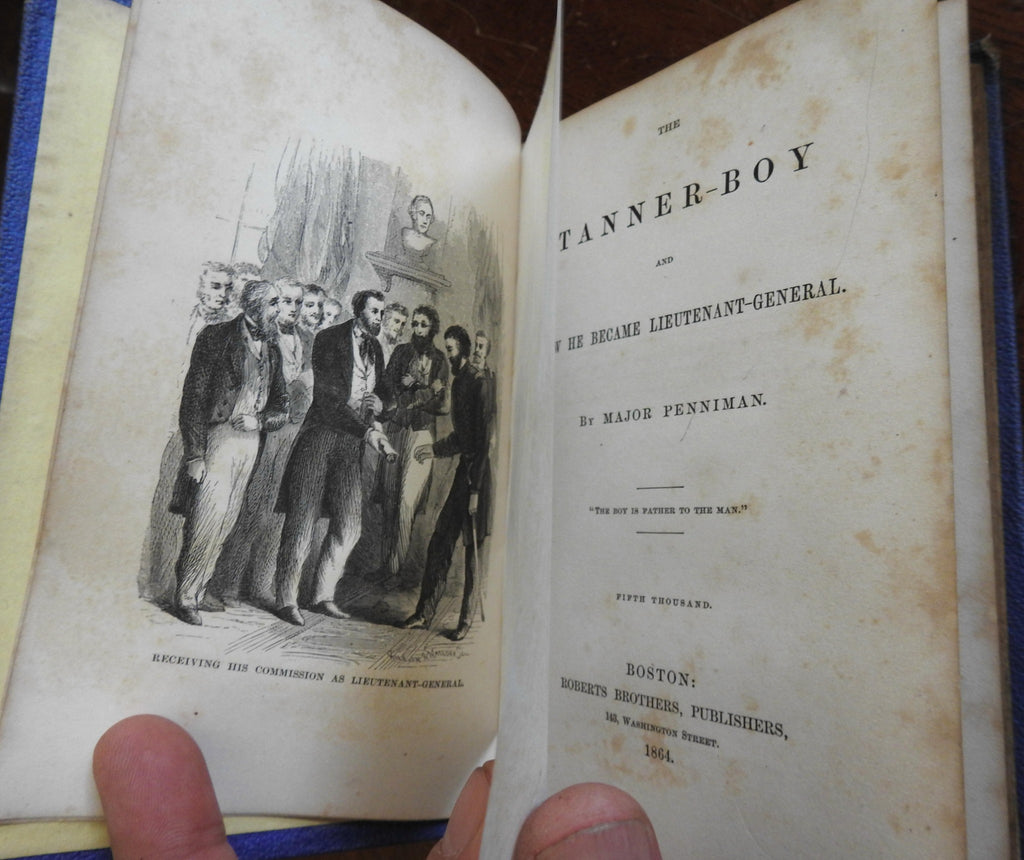 RECEIVING HIS COMMISSION AS LIEUTENANT-GENERAL.
THE
TANNER-BOY
AND
W HE BECAME LIEUTENANT-GENERAL.
BY MAJOR PENNIMAN.
"THE BOY IS FATHER TO THE MAN."
FIFTH THOUSAND.
BOSTON:
ROBERTS BROTHERS, PUBLISHERS,
143, WASHINGTON STREET.
1864.